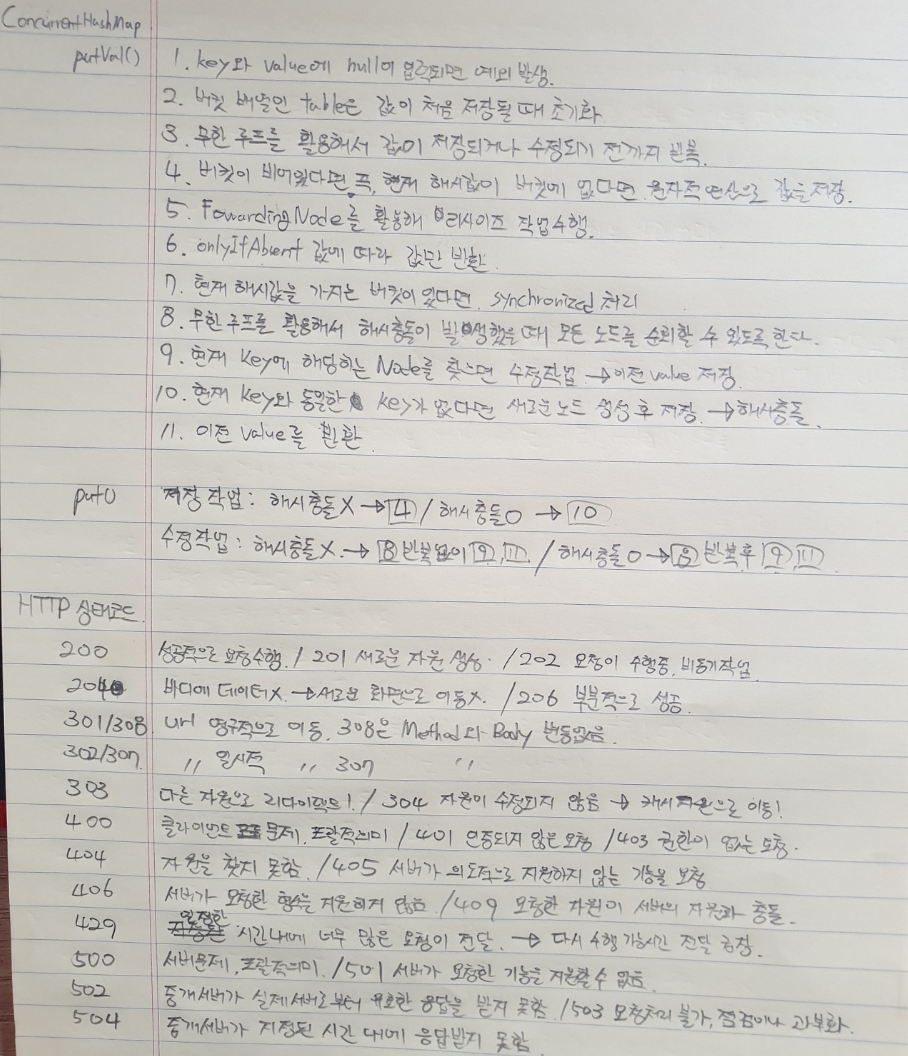 ConcurrentHashMap
putVal() 1. key와 value에 null이 입력되면 예외 발생.
2. 버킷 배열인 table은 값이 처음 저장될 때 초기화
3. 무한 루프를 활용해서 값이 저장되거나 수정되기 전까지 반복.
4. 버킷이 비어있다면 즉, 현재 해시값이 버킷에 없다면 원자적 연산으로 값을 저장.
5. FowardingNode를 활용해 리사이즈 작업수행.
6. onlyIfAbsent 값에 따라 값만 반환
7. 현재 해시값을 가지는 버킷이 있다면. synchronized 처리
8. 무한 루프를 활용해서 해시충돌이 발생했을 때 모든 노드를 순회할 수 있도록 한다.
9. 현재 key에 해당하는 Node를 찾으면 수정작업 → 이전 value 저장.
10. 현재 key와 동일한 key가 없다면 새로운 노드 생성 후 저장 → 해시충돌
11. 이전 value를 반환
put() 저장 작업 : 해시충돌X → 4 / 해시충돌O → 10
수정작업 : 해시충돌X. → 8 반복없이 9, 11 / 해시충돌O → 8 반복후 9, 11
HTTP 상태코드
200 성공적으로 요청수행. / 201 새로운 자원 생성. / 202 요청이 수행중, 비동기작업
204 바디에 데이터X. → 새로운 화면으로 이동X. / 206 부분적으로 성공
301/308 url 영구적으로 이동, 308은 Method와 Body 변동없음.
302/307 〃 일시적 〃 307 〃
303 다른 자원으로 리다이렉트! / 304 자원이 수정되지 않음 → 캐시자원으로 이동!
400 클라이언트 문제, 포괄적의미 / 401 인증되지 않은 요청 / 403 권한이 없는 요청.
404 자원을 찾지 못함. / 405 서버가 의도적으로 지원하지 않는 기능을 요청
406 서버가 요청한 형식을 지원하지 않음 / 409 요청한 자원이 서버의 자원과 충돌.
429 일정한 시간내에 너무 많은 요청이 전달. → 다시 수행 가능시간 전달 권장.
500 서버문제, 포괄적의미. / 501 서버가 요청한 기능을 지원할 수 없음
502 중개서버가 실제서버로부터 유효한 응답을 받지 못함. / 503 요청처리 불가, 점검이나 과부화.
504 중개서버가 지정된 시간 내에 응답받지 못함.